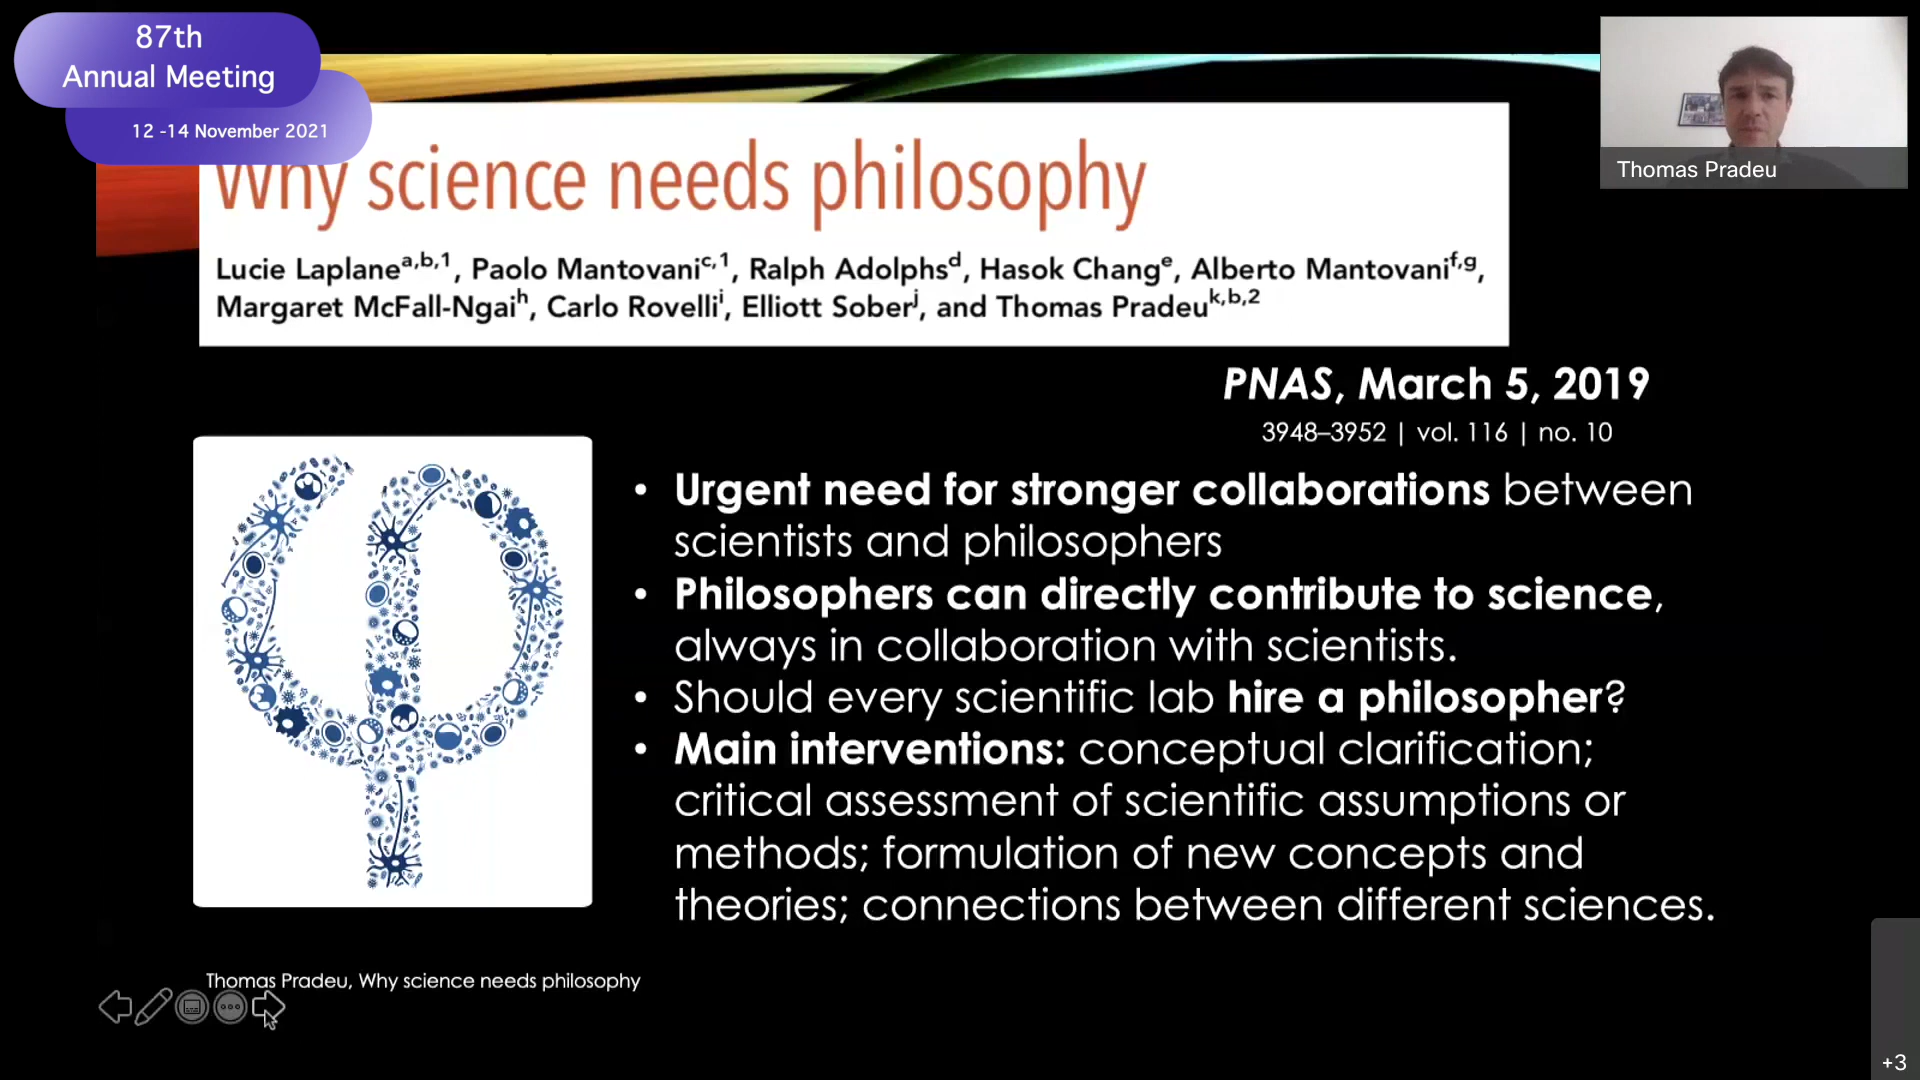 87th
Annual Meeting
12 -14 November 2021
Thomas Pradeu
Why science needs philosophy
Lucie Laplaneᵃ,ᵇ,¹, Paolo Mantovaniᶜ,¹, Ralph Adolphsᵈ, Hasok Changᵉ, Alberto Mantovaniᶠ,ᵍ,
Margaret McFall-Ngaiʰ, Carlo Rovelliⁱ, Elliott Soberʲ, and Thomas Pradeuᵏ,ᵇ,²
PNAS, March 5, 2019
3948–3952 | vol. 116 | no. 10
• Urgent need for stronger collaborations between
scientists and philosophers
• Philosophers can directly contribute to science,
always in collaboration with scientists.
• Should every scientific lab hire a philosopher?
• Main interventions: conceptual clarification;
critical assessment of scientific assumptions or
methods; formulation of new concepts and
theories; connections between different sciences.
Thomas Pradeu, Why science needs philosophy
+3